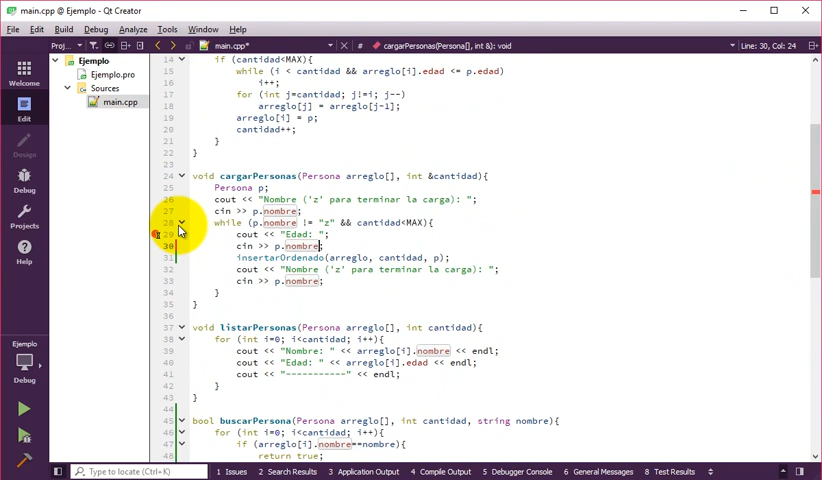 main.cpp @ Ejemplo - Qt Creator
File Edit Build Debug Analyze Tools Window Help
Proj... main.cpp* # cargarPersonas(Persona[], int &): void Line: 30, Col: 24
Welcome
Edit
Design
Debug
Projects
Help
Ejemplo
Debug
Ejemplo
Ejemplo.pro
Sources
main.cpp
14 if (cantidad<MAX){
15 while (i < cantidad && arreglo[i].edad <= p.edad)
16 i++;
17 for (int j=cantidad; j!=i; j--)
18 arreglo[j] = arreglo[j-1];
19 arreglo[i] = p;
20 cantidad++;
21 }
22 }
23
24 void cargarPersonas(Persona arreglo[], int &cantidad){
25 Persona p;
26 cout << "Nombre ('z' para terminar la carga): ";
27 cin >> p.nombre;
28 while (p.nombre != "z" && cantidad<MAX){
29 cout << "Edad: ";
30 cin >> p.nombre;
31 insertarOrdenado(arreglo, cantidad, p);
32 cout << "Nombre ('z' para terminar la carga): ";
33 cin >> p.nombre;
34 }
35 }
36
37 void listarPersonas(Persona arreglo[], int cantidad){
38 for (int i=0; i<cantidad; i++){
39 cout << "Nombre: " << arreglo[i].nombre << endl;
40 cout << "Edad: " << arreglo[i].edad << endl;
41 cout << "-----------" << endl;
42 }
43 }
44
45 bool buscarPersona(Persona arreglo[], int cantidad, string nombre){
46 for (int i=0; i<cantidad; i++){
47 if (arreglo[i].nombre==nombre){
48 return true;
Type to locate (Ctrl+K) 1 Issues 2 Search Results 3 Application Output 4 Compile Output 5 Debugger Console 6 General Messages 8 Test Results